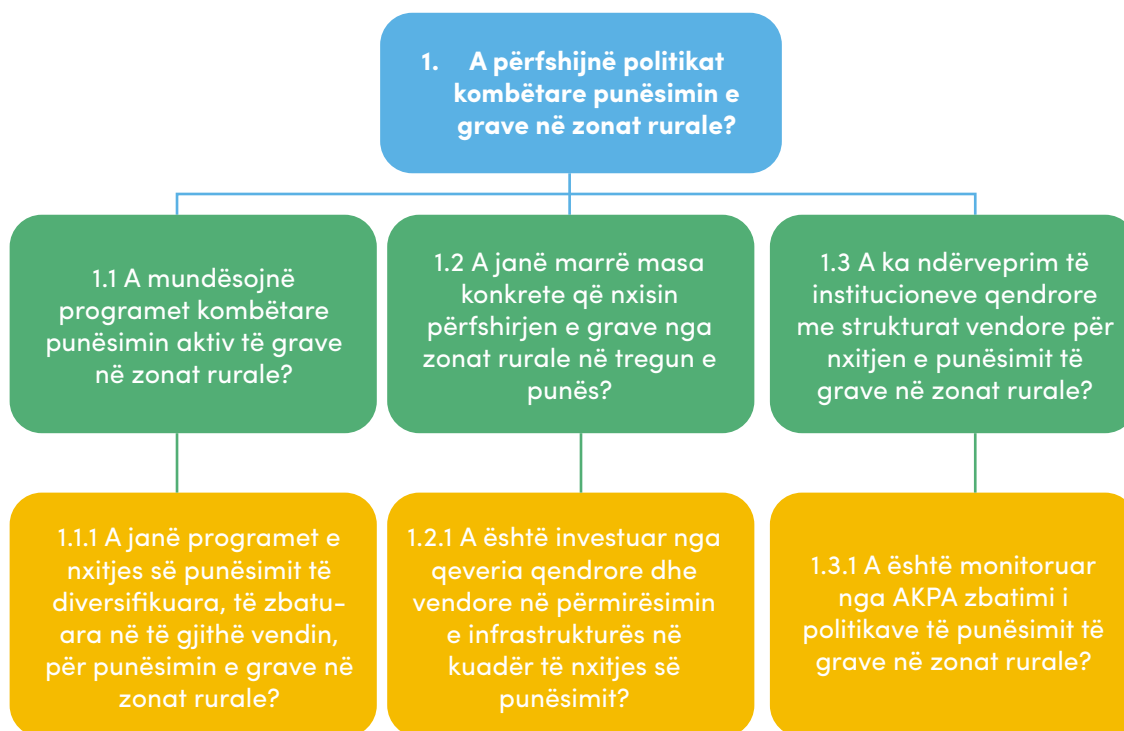 1. A përfshijnë politikat
kombëtare punësimin e
grave në zonat rurale?
1.1 A mundësojnë
programet kombëtare
punësimin aktiv të grave
në zonat rurale?
1.2 A janë marrë masa
konkrete që nxisin
përfshirjen e grave nga
zonat rurale në tregun e
punës?
1.3 A ka ndërveprim të
institucioneve qendrore
me strukturat vendore për
nxitjen e punësimit të
grave në zonat rurale?
1.1.1 A janë programet e
nxitjes së punësimit të
diversifikuara, të zbatu-
ara në të gjithë vendin,
për punësimin e grave në
zonat rurale?
1.2.1 A është investuar nga
qeveria qendrore dhe
vendore në përmirësimin
e infrastrukturës në
kuadër të nxitjes së
punësimit?
1.3.1 A është monitoruar
nga AKPA zbatimi i
politikave të punësimit të
grave në zonat rurale?